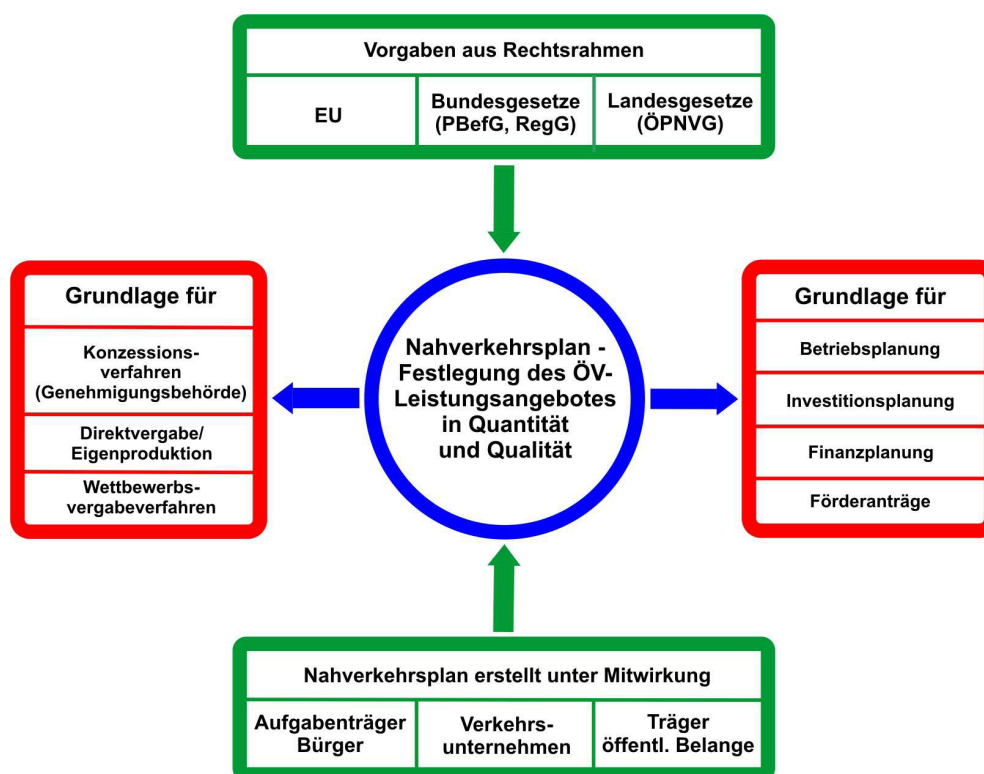 Vorgaben aus Rechtsrahmen
EU
Bundesgesetze
(PBefG, RegG)
Landesgesetze
(ÖPNVG)
Grundlage für
Konzessions-
verfahren
(Genehmigungsbehörde)
Direktvergabe/
Eigenproduktion
Wettbewerbs-
vergabeverfahren
Nahverkehrsplan -
Festlegung des ÖV-
Leistungsangebotes
in Quantität
und Qualität
Grundlage für
Betriebsplanung
Investitionsplanung
Finanzplanung
Förderanträge
Nahverkehrsplan erstellt unter Mitwirkung
Aufgabenträger
Bürger
Verkehrs-
unternehmen
Träger
öffentl. Belange